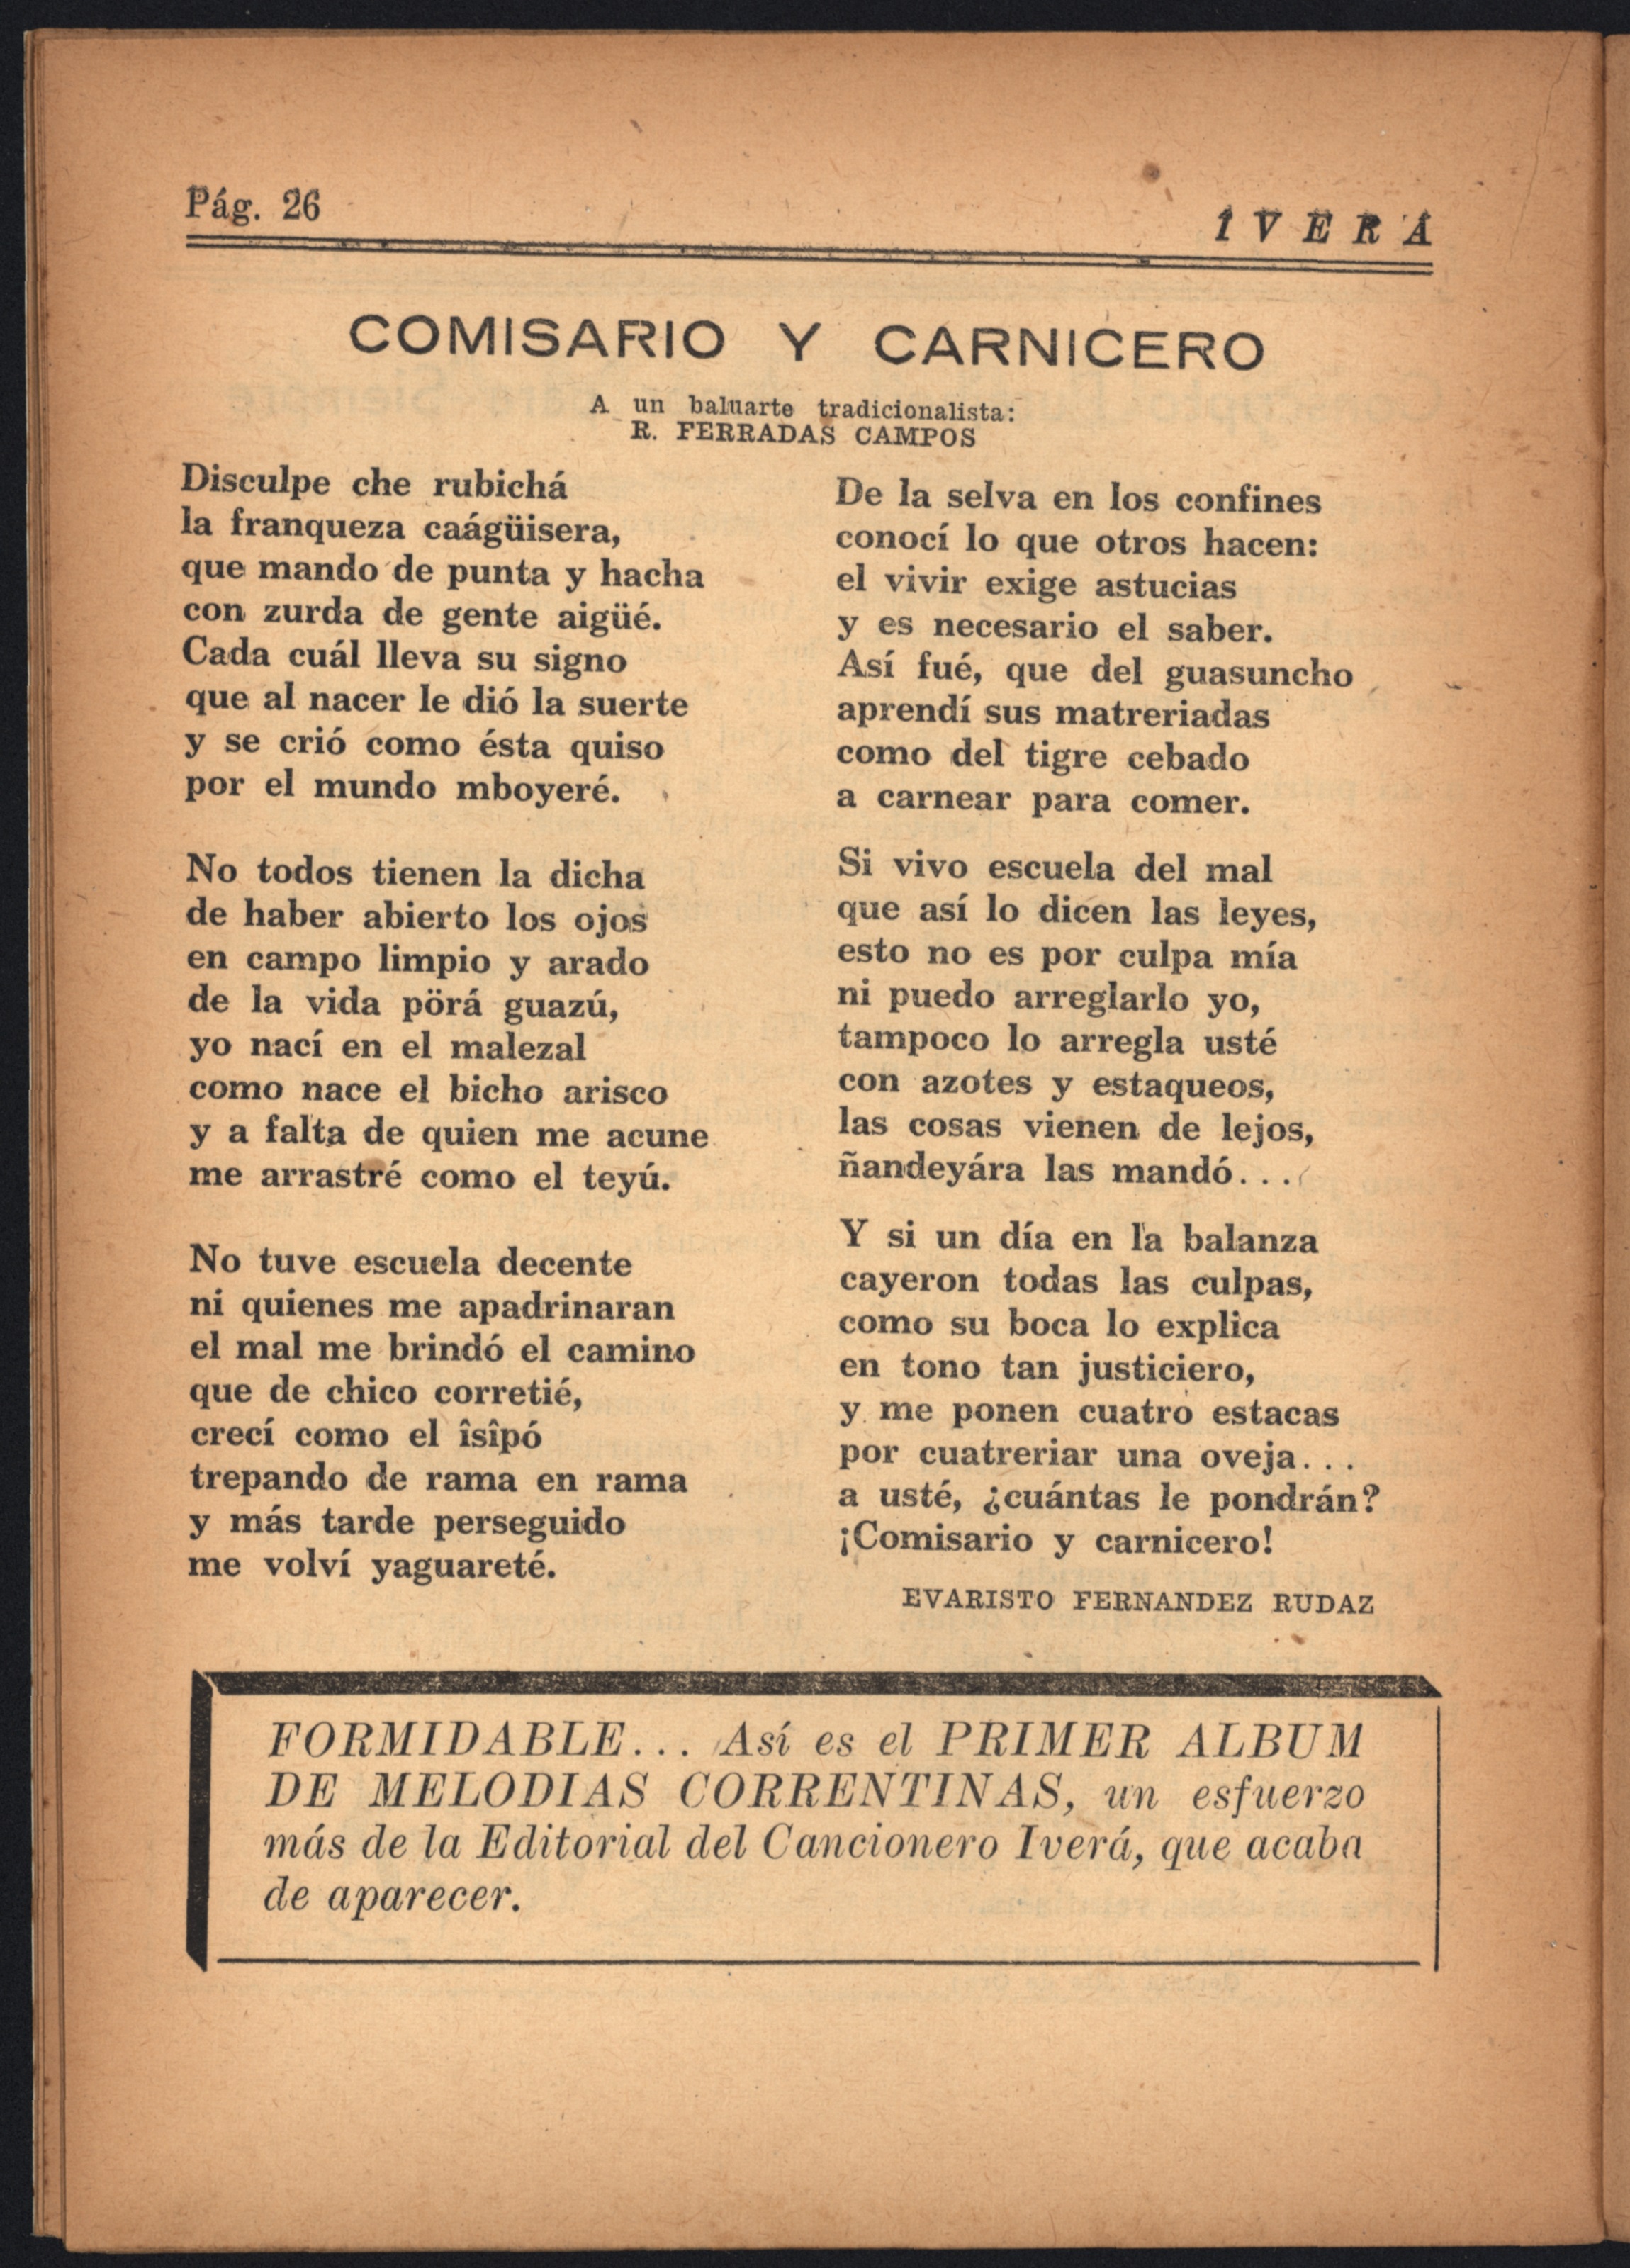 Pág. 26
IVERA
COMISARIO Y CARNICERO
A un baluarte tradicionalista:
R. FERRADAS CAMPOS
Disculpe che rubichá
la franqueza caágüisera,
que mando de punta y hacha
con zurda de gente aigüé.
Cada cuál lleva su signo
que al nacer le dió la suerte
y se crió como ésta quiso
por el mundo mboyeré.
No todos tienen la dicha
de haber abierto los ojos
en campo limpio y arado
de la vida pörá guazú,
yo nací en el malezal
como nace el bicho arisco
y a falta de quien me acune
me arrastré como el teyú.
No tuve escuela decente
ni quienes me apadrinaran
el mal me brindó el camino
que de chico corretié,
crecí como el îsîpó
trepando de rama en rama
y más tarde perseguido
me volví yaguareté.
De la selva en los confines
conocí lo que otros hacen:
el vivir exige astucias
y es necesario el saber.
Así fué, que del guasuncho
aprendí sus matreriadas
como del tigre cebado
a carnear para comer.
Si vivo escuela del mal
que así lo dicen las leyes,
esto no es por culpa mía
ni puedo arreglarlo yo,
tampoco lo arregla usté
con azotes y estaqueos,
las cosas vienen de lejos,
ñandeyára las mandó...
Y si un día en la balanza
cayeron todas las culpas,
como su boca lo explica
en tono tan justiciero,
y me ponen cuatro estacas
por cuatreriar una oveja...
a usté, ¿cuántas le pondrán?
¡Comisario y carnicero!
EVARISTO FERNANDEZ RUDAZ
FORMIDABLE... Así es el PRIMER ALBUM
DE MELODIAS CORRENTINAS, un esfuerzo
más de la Editorial del Cancionero Iverá, que acaba
de aparecer.